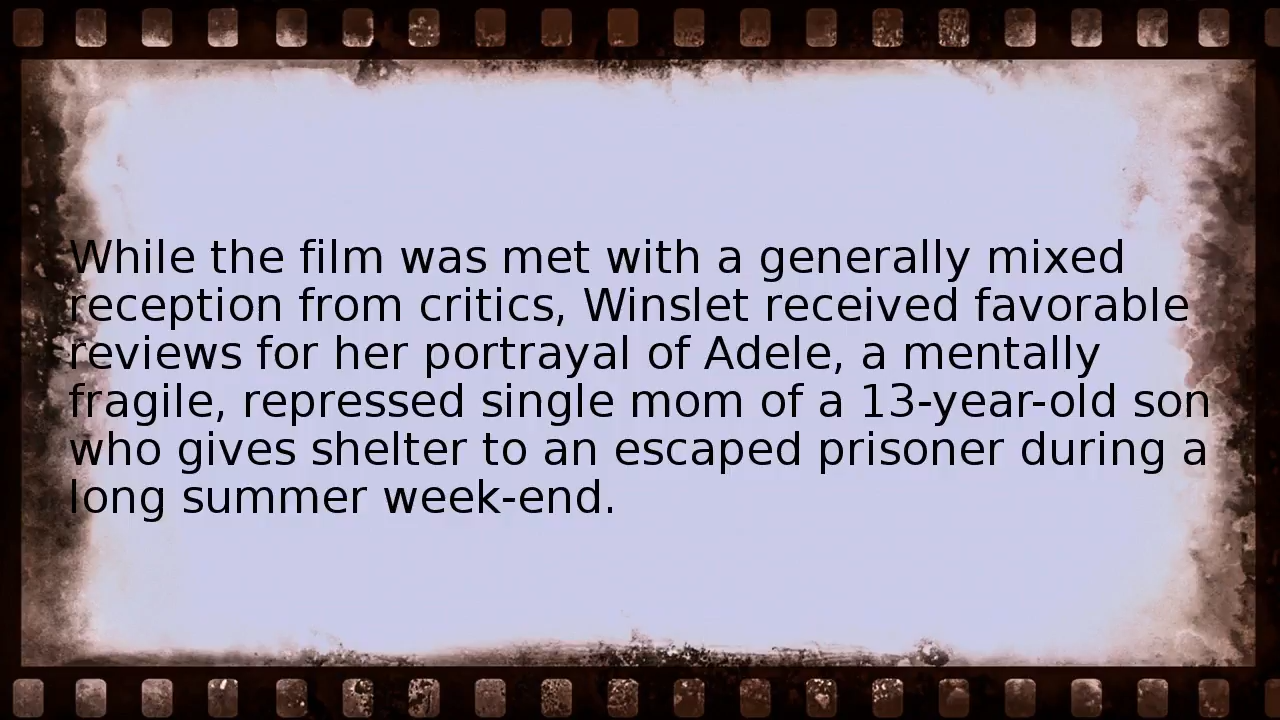 While the film was met with a generally mixed
reception from critics, Winslet received favorable
reviews for her portrayal of Adele, a mentally
fragile, repressed single mom of a 13-year-old son
who gives shelter to an escaped prisoner during a
long summer week-end.